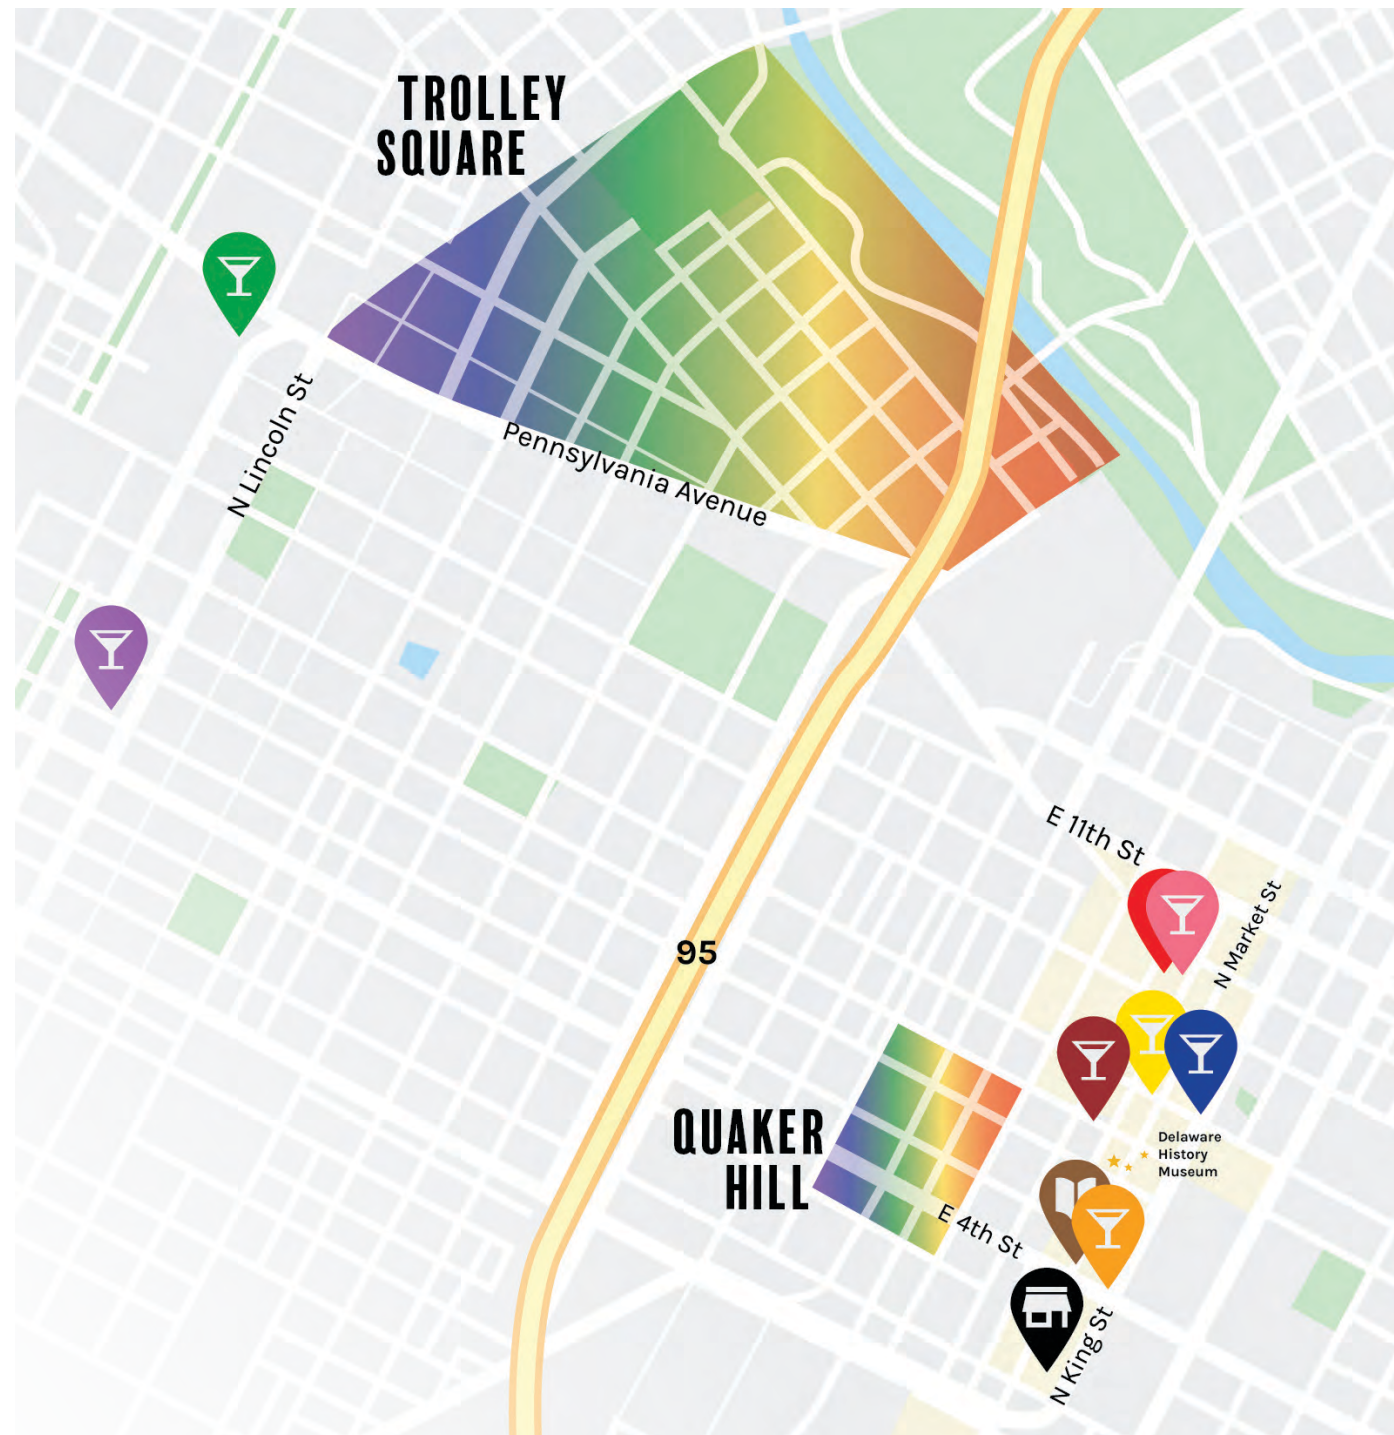 TROLLEY
SQUARE
N Lincoln St
Pennsylvania Avenue
E 11th St
N Market St
95
QUAKER
HILL
Delaware
History
Museum
E 4th St
N King St